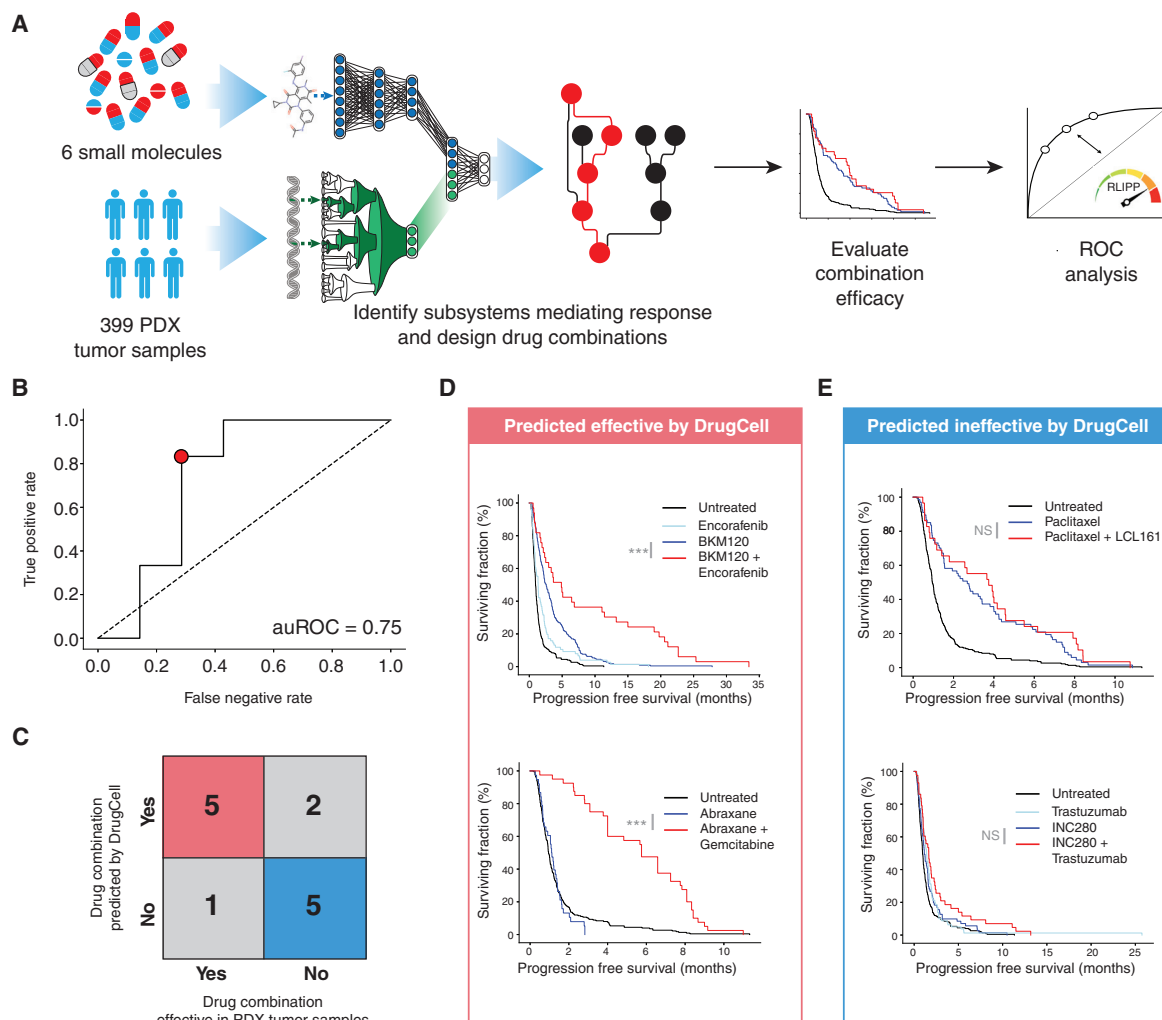 A
6 small molecules
399 PDX
tumor samples
Identify subsystems mediating response
and design drug combinations
Evaluate
combination
efficacy
RLIPP
ROC
analysis
B
True positive rate
1.0
0.8
0.6
0.4
0.2
0.0
auROC = 0.75
0.0 0.2 0.4 0.6 0.8 1.0
False negative rate
C
Drug combination
predicted by DrugCell
Yes
No
5 2
1 5
Yes No
Drug combination
effective in PDX tumor samples
D
Predicted effective by DrugCell
Surviving fraction (%)
100
80
60
40
20
0
Untreated
Encorafenib
BKM120
BKM120 +
Encorafenib
***
0 5 10 15 20 25 30 35
Progression free survival (months)
Surviving fraction (%)
100
80
60
40
20
0
Untreated
Abraxane
Abraxane +
Gemcitabine
***
0 2 4 6 8 10
Progression free survival (months)
E
Predicted ineffective by DrugCell
Surviving fraction (%)
100
80
60
40
20
0
Untreated
Paclitaxel
Paclitaxel + LCL161
NS
0 2 4 6 8 10
Progression free survival (months)
Surviving fraction (%)
100
80
60
40
20
0
Untreated
Trastuzumab
INC280
INC280 +
Trastuzumab
NS
0 5 10 15 20 25
Progression free survival (months)